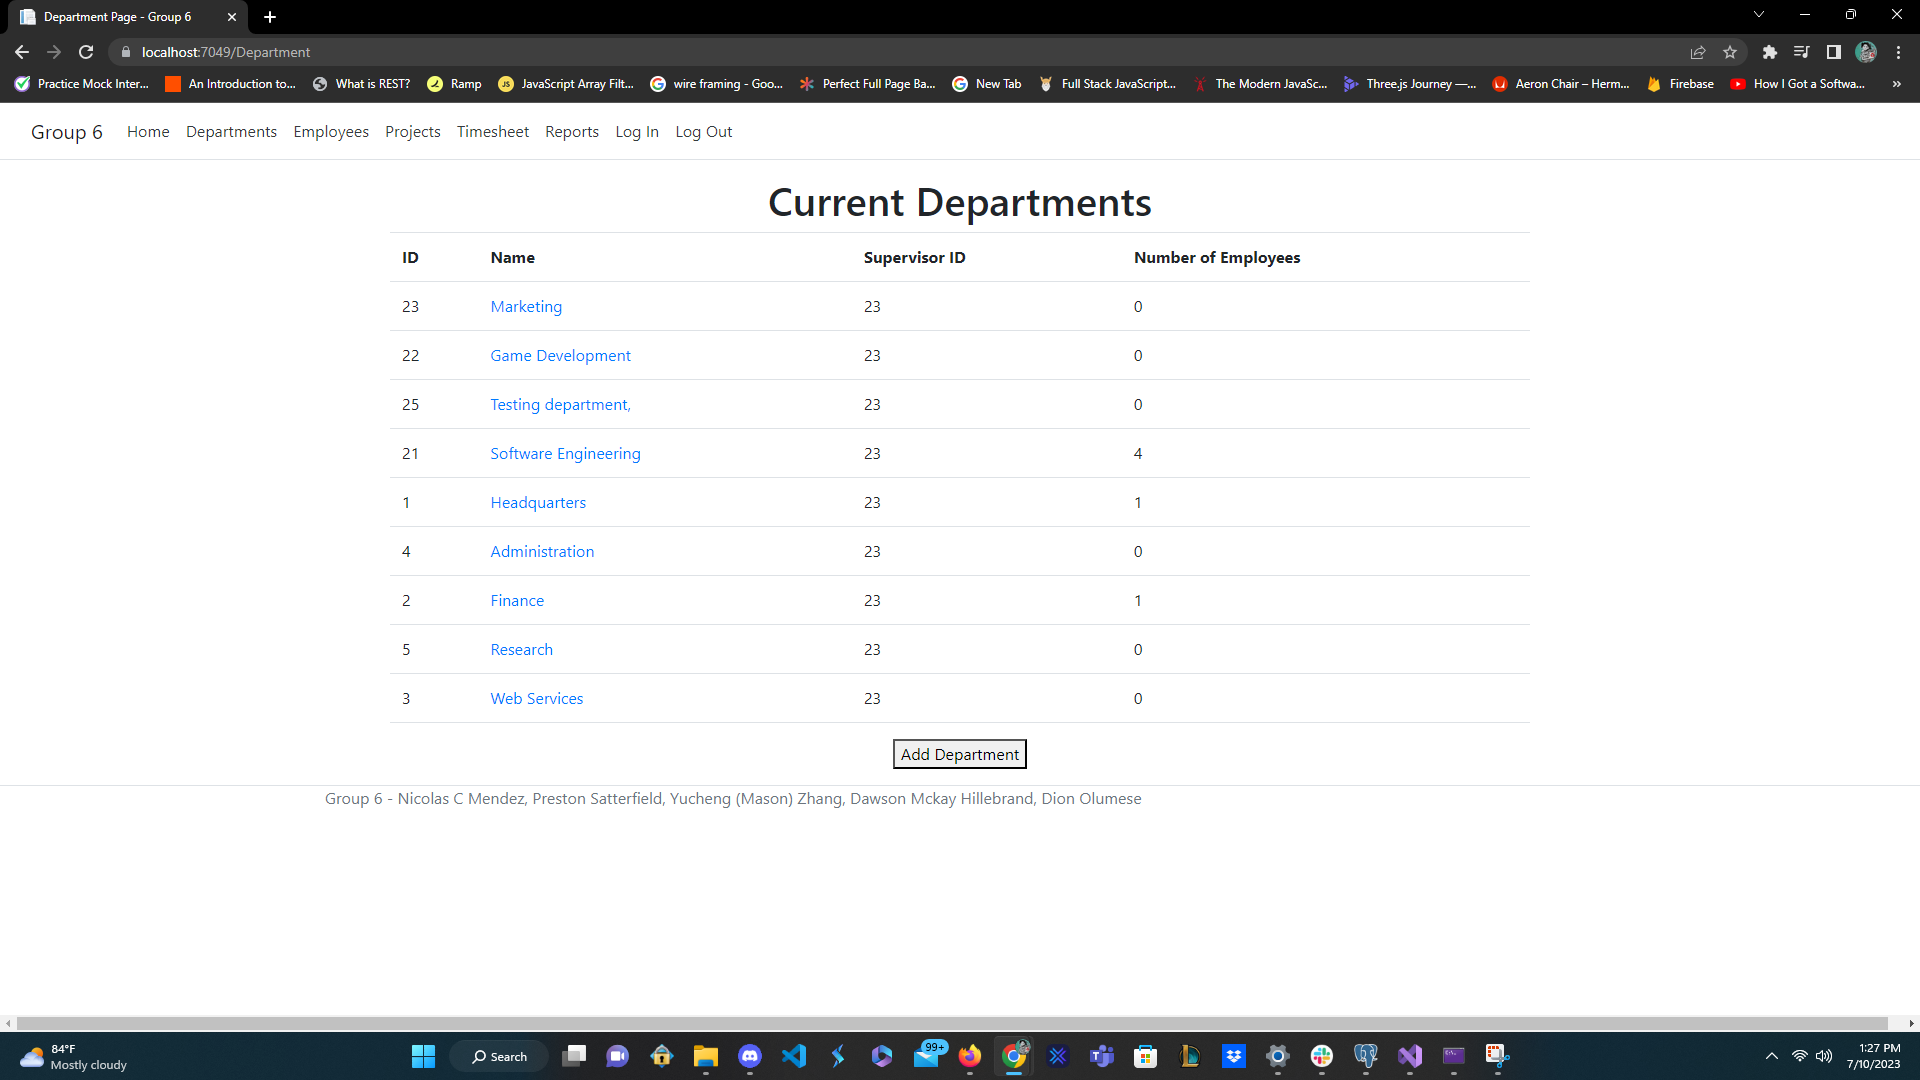 Department Page - Group 6
localhost:7049/Department
Practice Mock Inter... An Introduction to... What is REST? Ramp JavaScript Array Filt... wire framing - Goo... Perfect Full Page Ba... New Tab Full Stack JavaScript... The Modern JavaSc... Three.js Journey —... Aeron Chair – Herm... Firebase How I Got a Softwa... »
Group 6 Home Departments Employees Projects Timesheet Reports Log In Log Out
Current Departments
ID Name Supervisor ID Number of Employees
23 Marketing 23 0
22 Game Development 23 0
25 Testing department, 23 0
21 Software Engineering 23 4
1 Headquarters 23 1
4 Administration 23 0
2 Finance 23 1
5 Research 23 0
3 Web Services 23 0
Add Department
Group 6 - Nicolas C Mendez, Preston Satterfield, Yucheng (Mason) Zhang, Dawson Mckay Hillebrand, Dion Olumese
84°F
Mostly cloudy
Search
99+
1:27 PM
7/10/2023